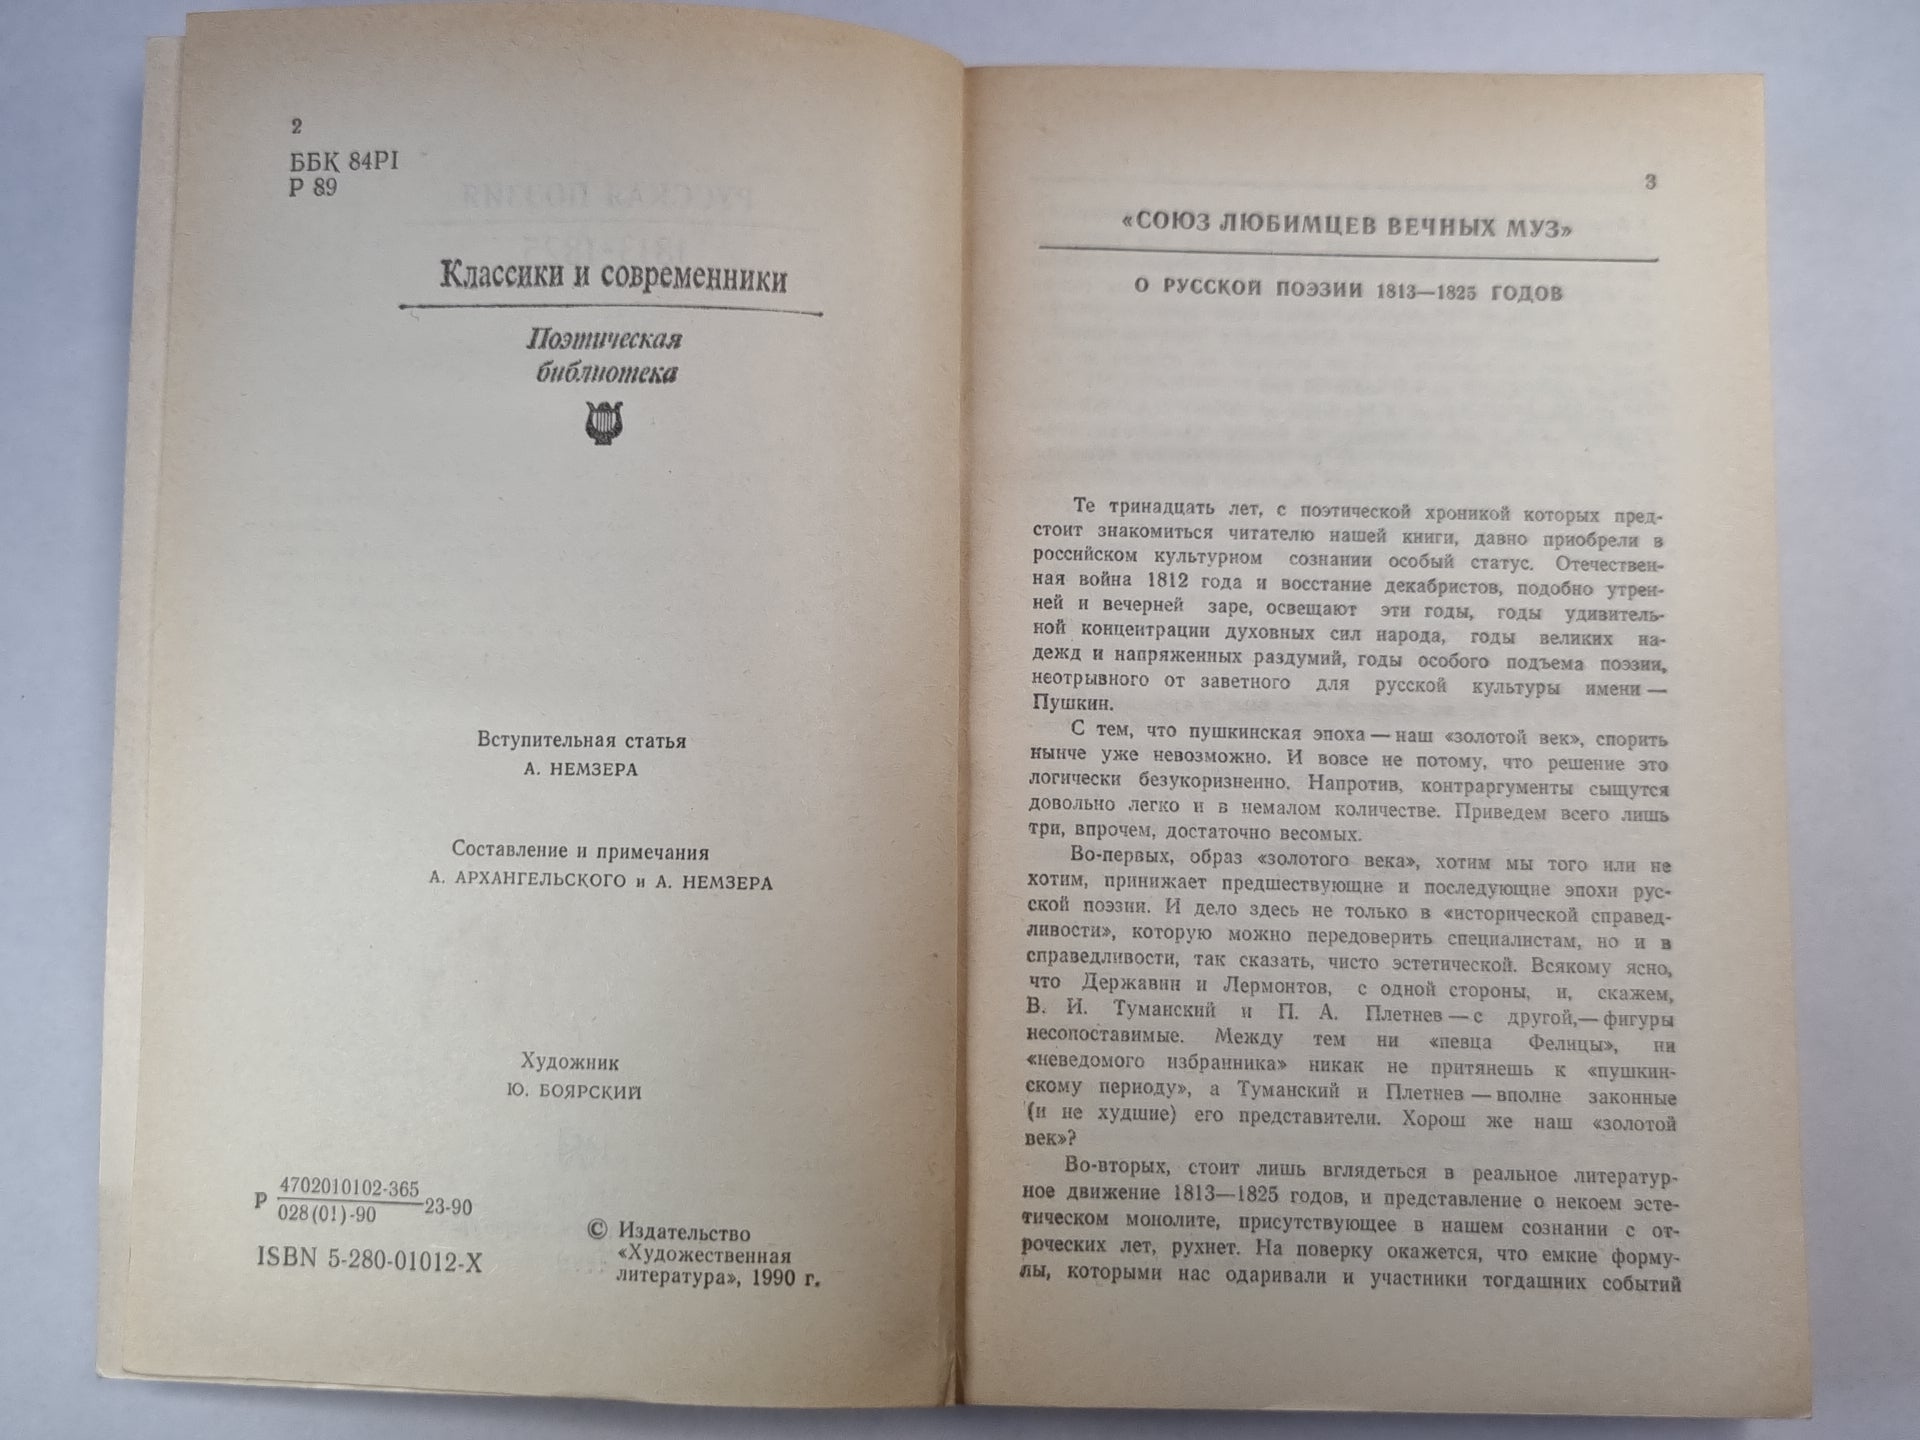 2
ББК 84РI
Р 89
Классики и современники
Поэтическая
библиотека
Вступительная статья
А. НЕМЗЕРА
Составление и примечания
А. АРХАНГЕЛЬСКОГО и А. НЕМЗЕРА
Художник
Ю. БОЯРСКИЙ
Р 4702010102-365
028(01)-90 23-90
ISBN 5-280-01012-X
© Издательство
«Художественная
литература», 1990 г.
3
«СОЮЗ ЛЮБИМЦЕВ ВЕЧНЫХ МУЗ»
О РУССКОЙ ПОЭЗИИ 1813—1825 ГОДОВ
Те тринадцать лет, с поэтической хроникой которых пред-
стоит знакомиться читателю нашей книги, давно приобрели в
российском культурном сознании особый статус. Отечествен-
ная война 1812 года и восстание декабристов, подобно утрен-
ней и вечерней заре, освещают эти годы, годы удивитель-
ной концентрации духовных сил народа, годы великих на-
дежд и напряженных раздумий, годы особого подъема поэзии,
неотрывного от заветного для русской культуры имени —
Пушкин.
С тем, что пушкинская эпоха — наш «золотой век», спорить
нынче уже невозможно. И вовсе не потому, что решение это
логически безукоризненно. Напротив, контраргументы сыщутся
довольно легко и в немалом количестве. Приведем всего лишь
три, впрочем, достаточно весомых.
Во-первых, образ «золотого века», хотим мы того или не
хотим, принижает предшествующие и последующие эпохи рус-
ской поэзии. И дело здесь не только в «исторической справед-
ливости», которую можно передоверить специалистам, но и в
справедливости, так сказать, чисто эстетической. Всякому ясно,
что Державин и Лермонтов, с одной стороны, и, скажем,
В. И. Туманский и П. А. Плетнев — с другой,— фигуры
несопоставимые. Между тем ни «певца Фелицы», ни
«неведомого избранника» никак не притянешь к «пушкин-
скому периоду», а Туманский и Плетнев — вполне законные
(и не худшие) его представители. Хорош же наш «золотой
век»?
Во-вторых, стоит лишь вглядеться в реальное литератур-
ное движение 1813—1825 годов, и представление о некоем эсте-
тическом монолите, присутствующее в нашем сознании с от-
роческих лет, рухнет. На поверку окажется, что емкие форму-
лы, которыми нас одаривали и участники тогдашних событий